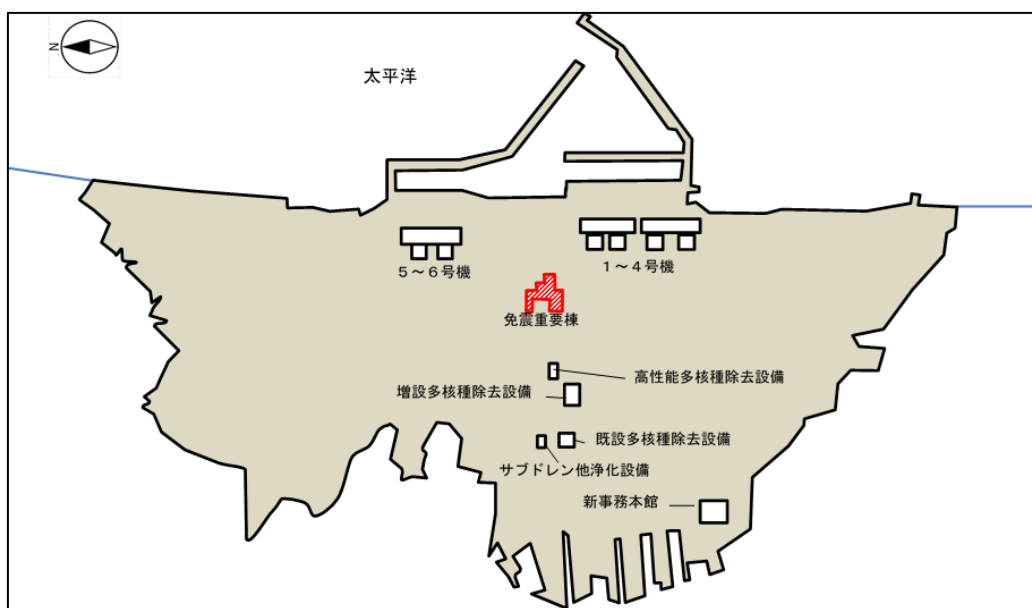 N
太平洋
５～６号機
１～４号機
免震重要棟
高性能多核種除去設備
増設多核種除去設備
既設多核種除去設備
サブドレン他浄化設備
新事務本館